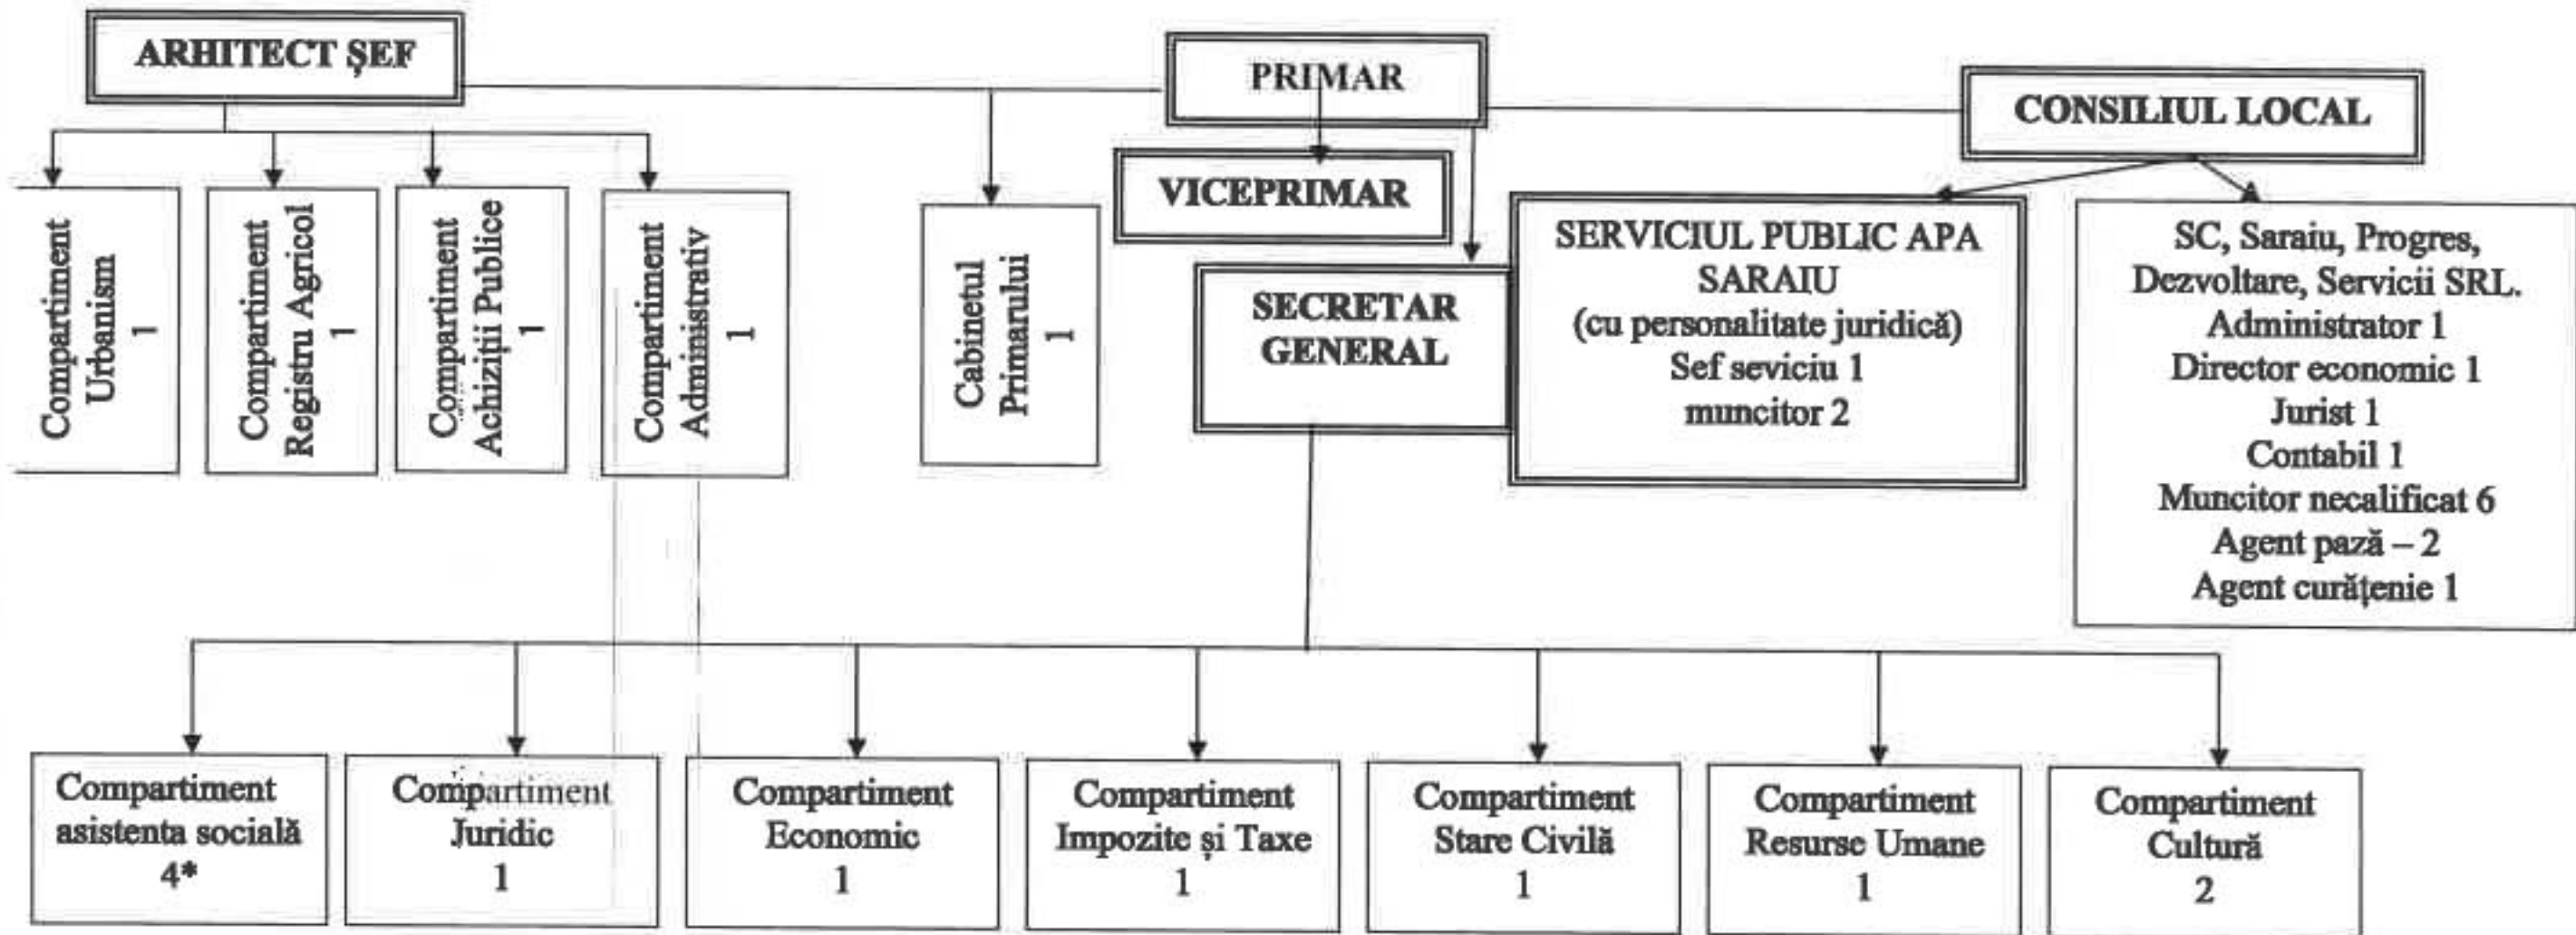 ARHITECT ȘEF
PRIMAR
CONSILIUL LOCAL
VICEPRIMAR
Compartiment
Urbanism
1
Compartiment
Registru Agricol
1
Compartiment
Achiziții Publice
1
Compartiment
Administrativ
1
Cabinetul
Primarului
1
SECRETAR
GENERAL
SERVICIUL PUBLIC APA
SARAIU
(cu personalitate juridică)
Sef seviciu 1
muncitor 2
SC, Saraiu, Progres,
Dezvoltare, Servicii SRL.
Administrator 1
Director economic 1
Jurist 1
Contabil 1
Muncitor necalificat 6
Agent pază – 2
Agent curățenie 1
Compartiment
asistenta socială
4*
Compartiment
Juridic
1
Compartiment
Economic
1
Compartiment
Impozite și Taxe
1
Compartiment
Stare Civilă
1
Compartiment
Resurse Umane
1
Compartiment
Cultură
2